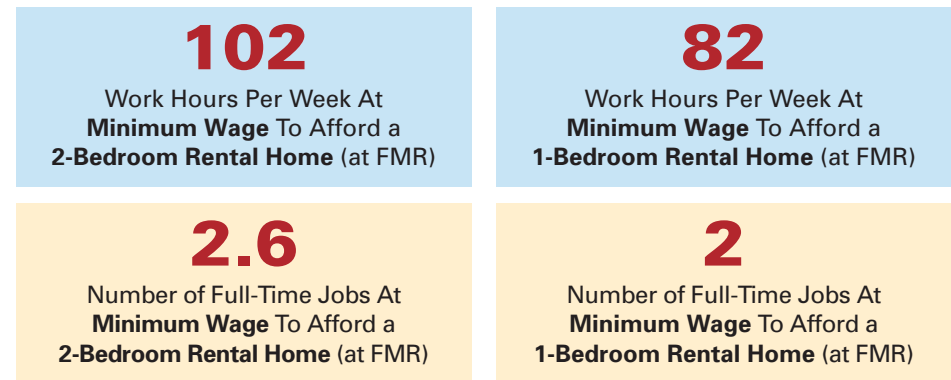 102
Work Hours Per Week At
Minimum Wage To Afford a
2-Bedroom Rental Home (at FMR)
82
Work Hours Per Week At
Minimum Wage To Afford a
1-Bedroom Rental Home (at FMR)
2.6
Number of Full-Time Jobs At
Minimum Wage To Afford a
2-Bedroom Rental Home (at FMR)
2
Number of Full-Time Jobs At
Minimum Wage To Afford a
1-Bedroom Rental Home (at FMR)